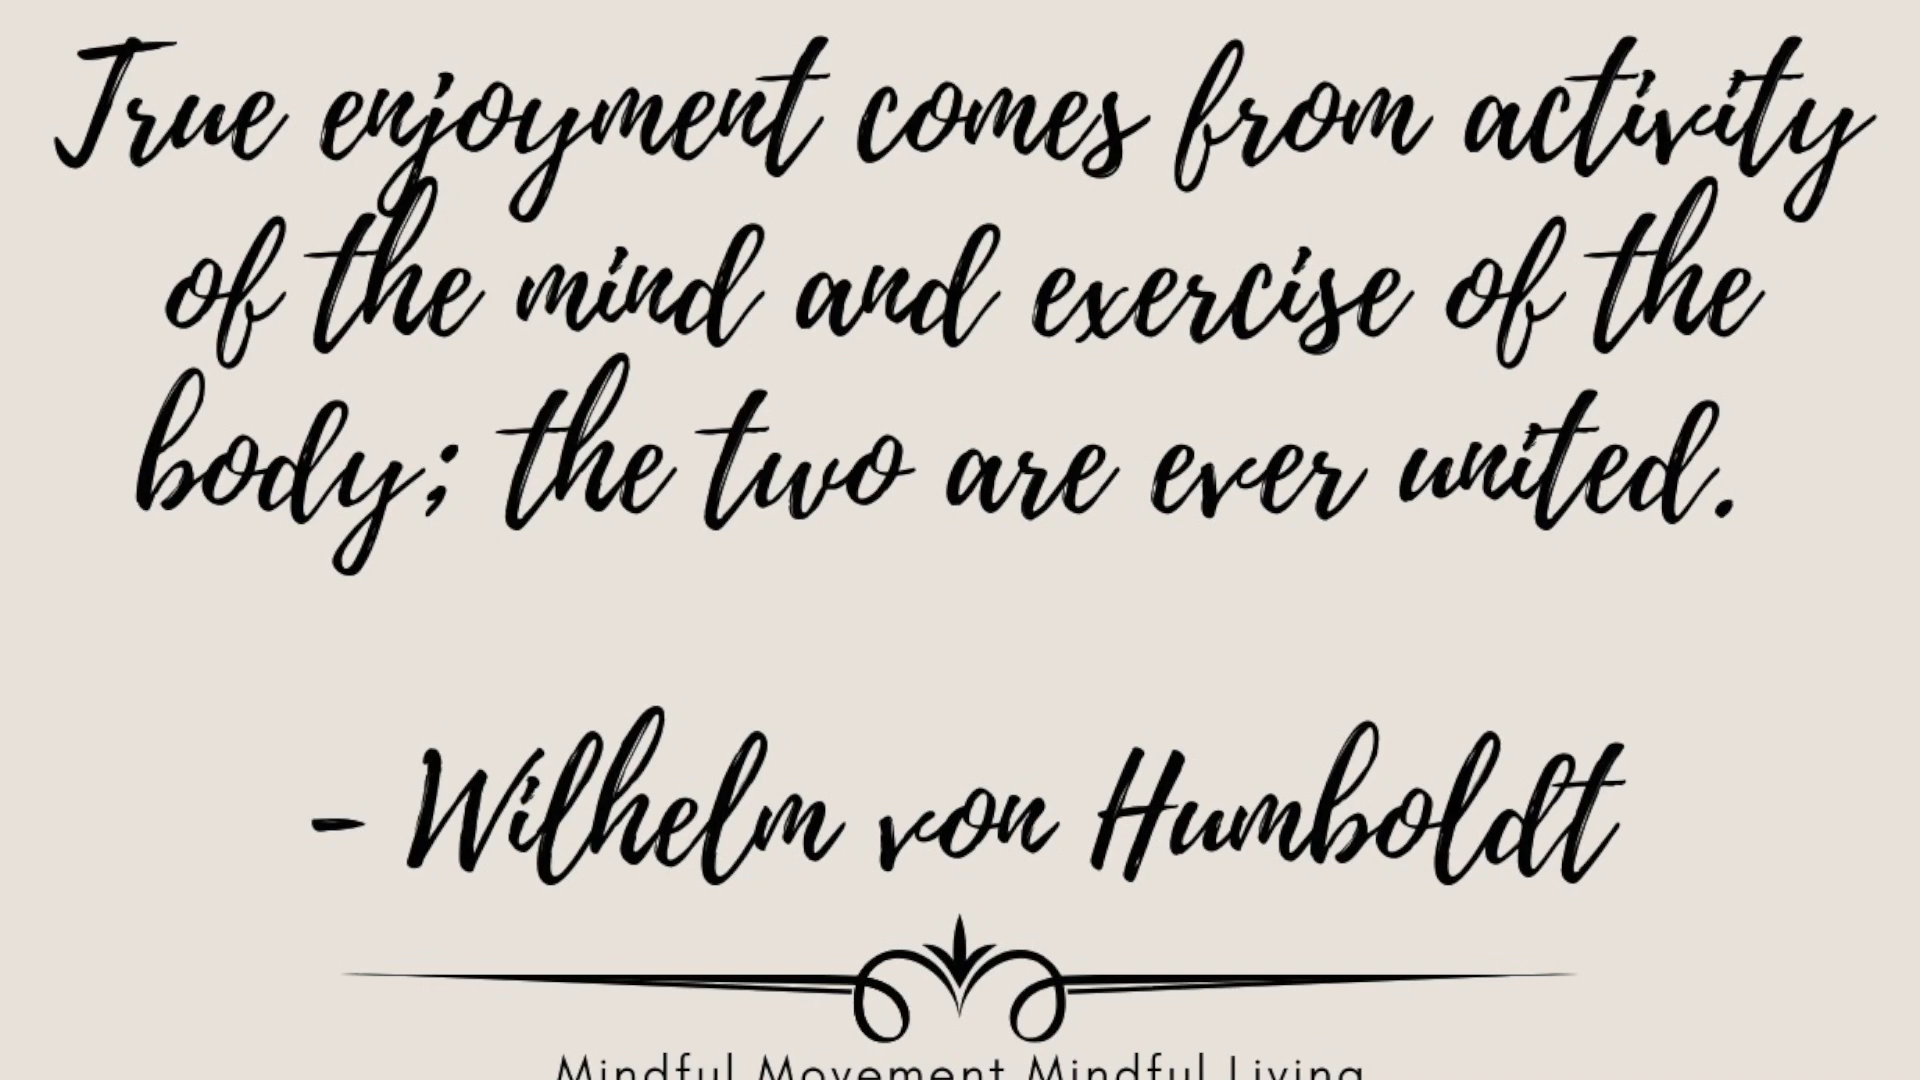 True enjoyment comes from activity
of the mind and exercise of the
body; the two are ever united.
- Wilhelm von Humboldt
Mindful Movement Mindful Living